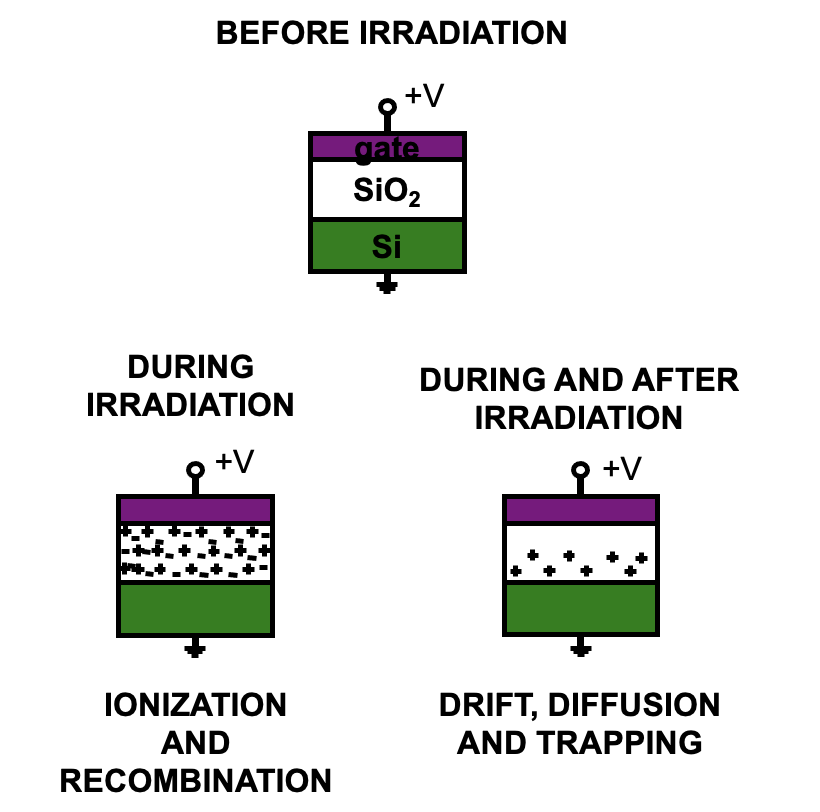 BEFORE IRRADIATION
+V
gate
SiO₂
Si
DURING
IRRADIATION
+V
IONIZATION
AND
RECOMBINATION
DURING AND AFTER
IRRADIATION
+V
DRIFT, DIFFUSION
AND TRAPPING